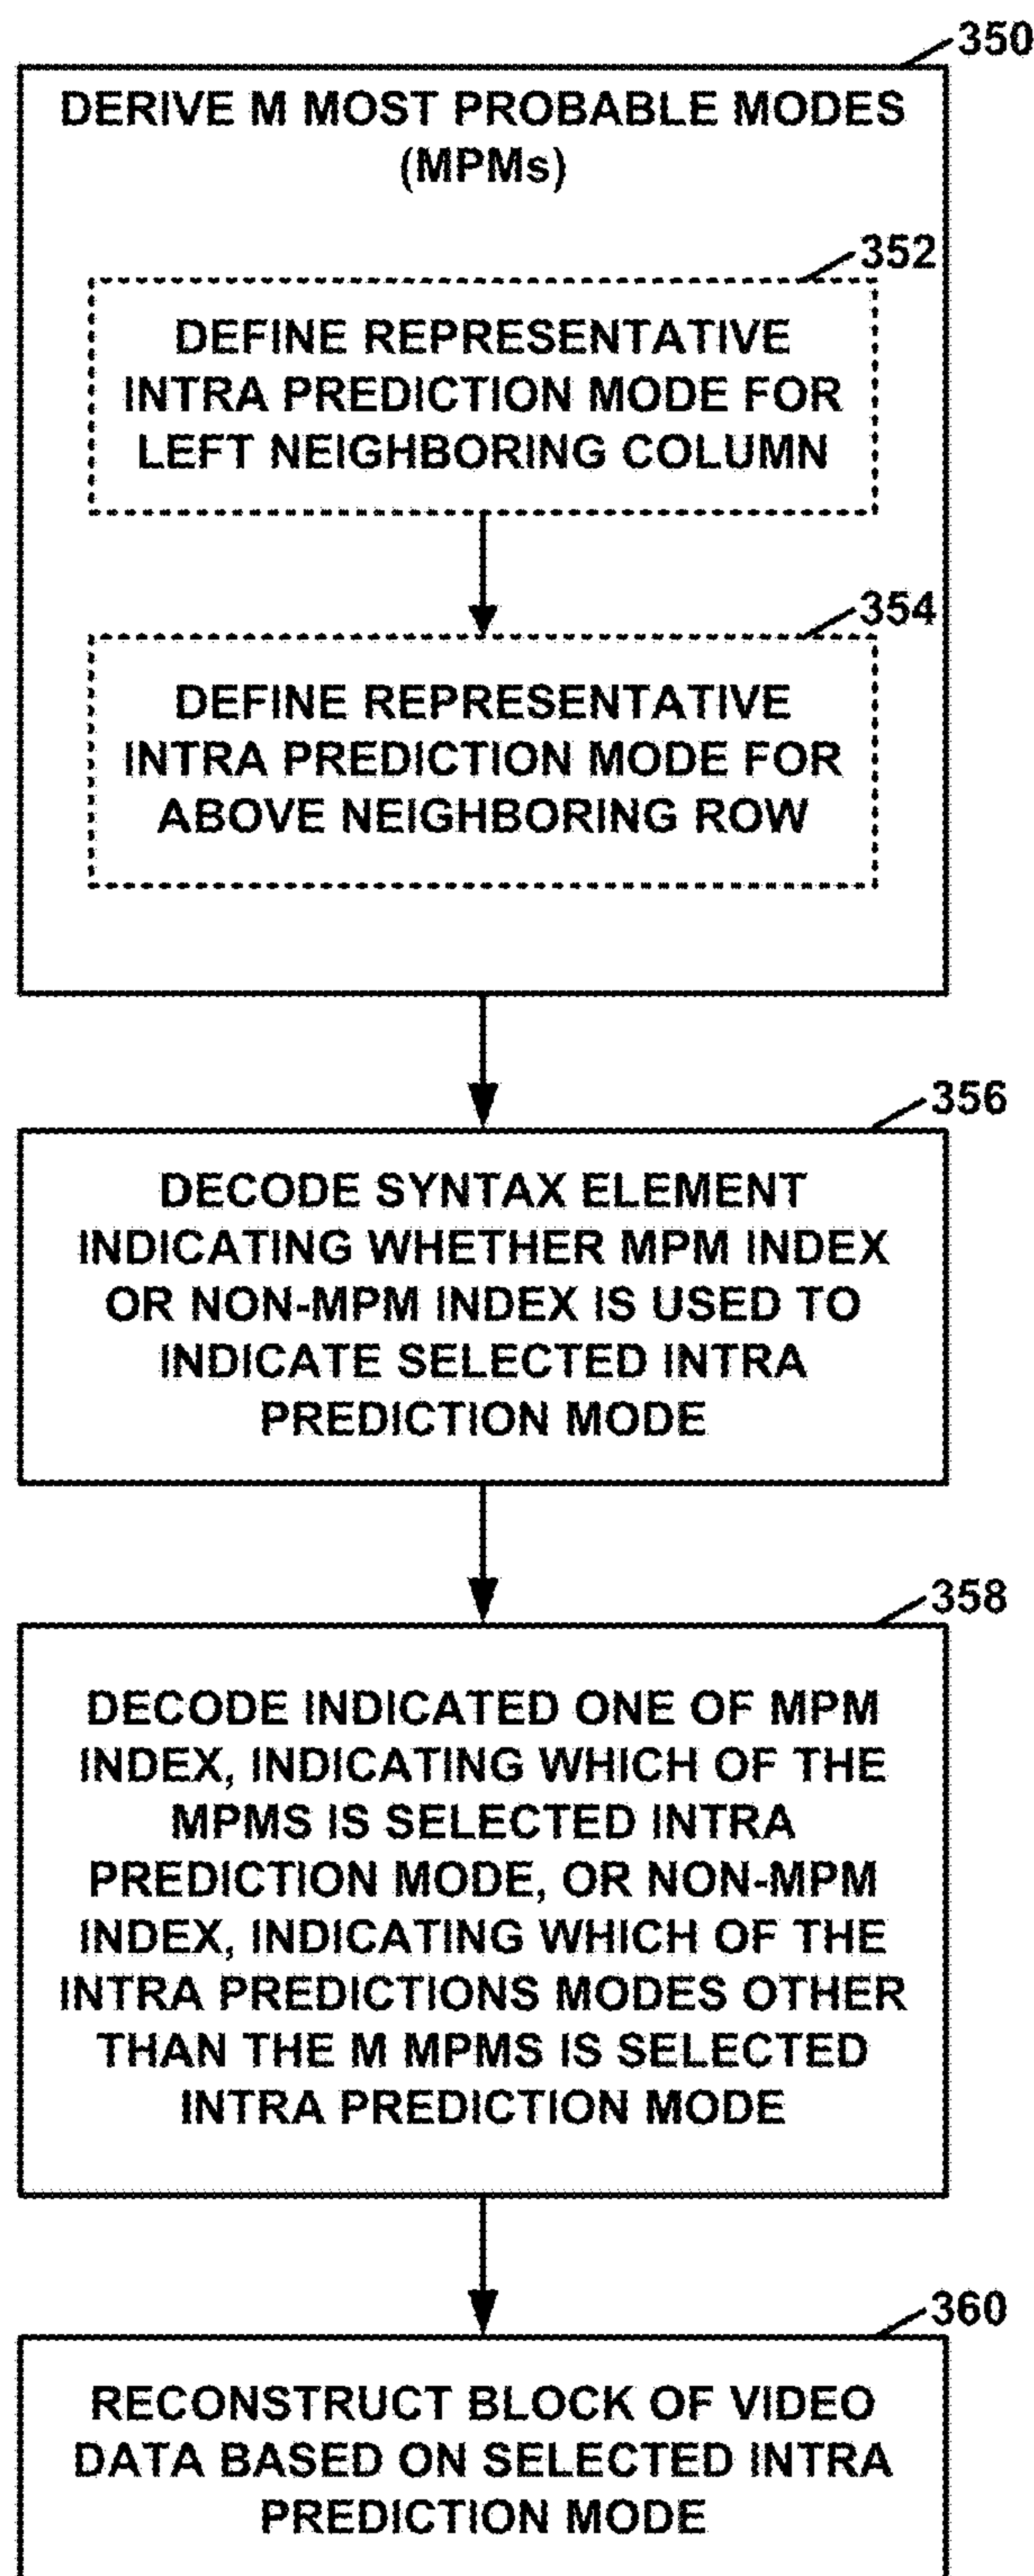 350
DERIVE M MOST PROBABLE MODES
(MPMs)
352
DEFINE REPRESENTATIVE
INTRA PREDICTION MODE FOR
LEFT NEIGHBORING COLUMN
354
DEFINE REPRESENTATIVE
INTRA PREDICTION MODE FOR
ABOVE NEIGHBORING ROW
356
DECODE SYNTAX ELEMENT
INDICATING WHETHER MPM INDEX
OR NON-MPM INDEX IS USED TO
INDICATE SELECTED INTRA
PREDICTION MODE
358
DECODE INDICATED ONE OF MPM
INDEX, INDICATING WHICH OF THE
MPMS IS SELECTED INTRA
PREDICTION MODE, OR NON-MPM
INDEX, INDICATING WHICH OF THE
INTRA PREDICTIONS MODES OTHER
THAN THE M MPMS IS SELECTED
INTRA PREDICTION MODE
360
RECONSTRUCT BLOCK OF VIDEO
DATA BASED ON SELECTED INTRA
PREDICTION MODE